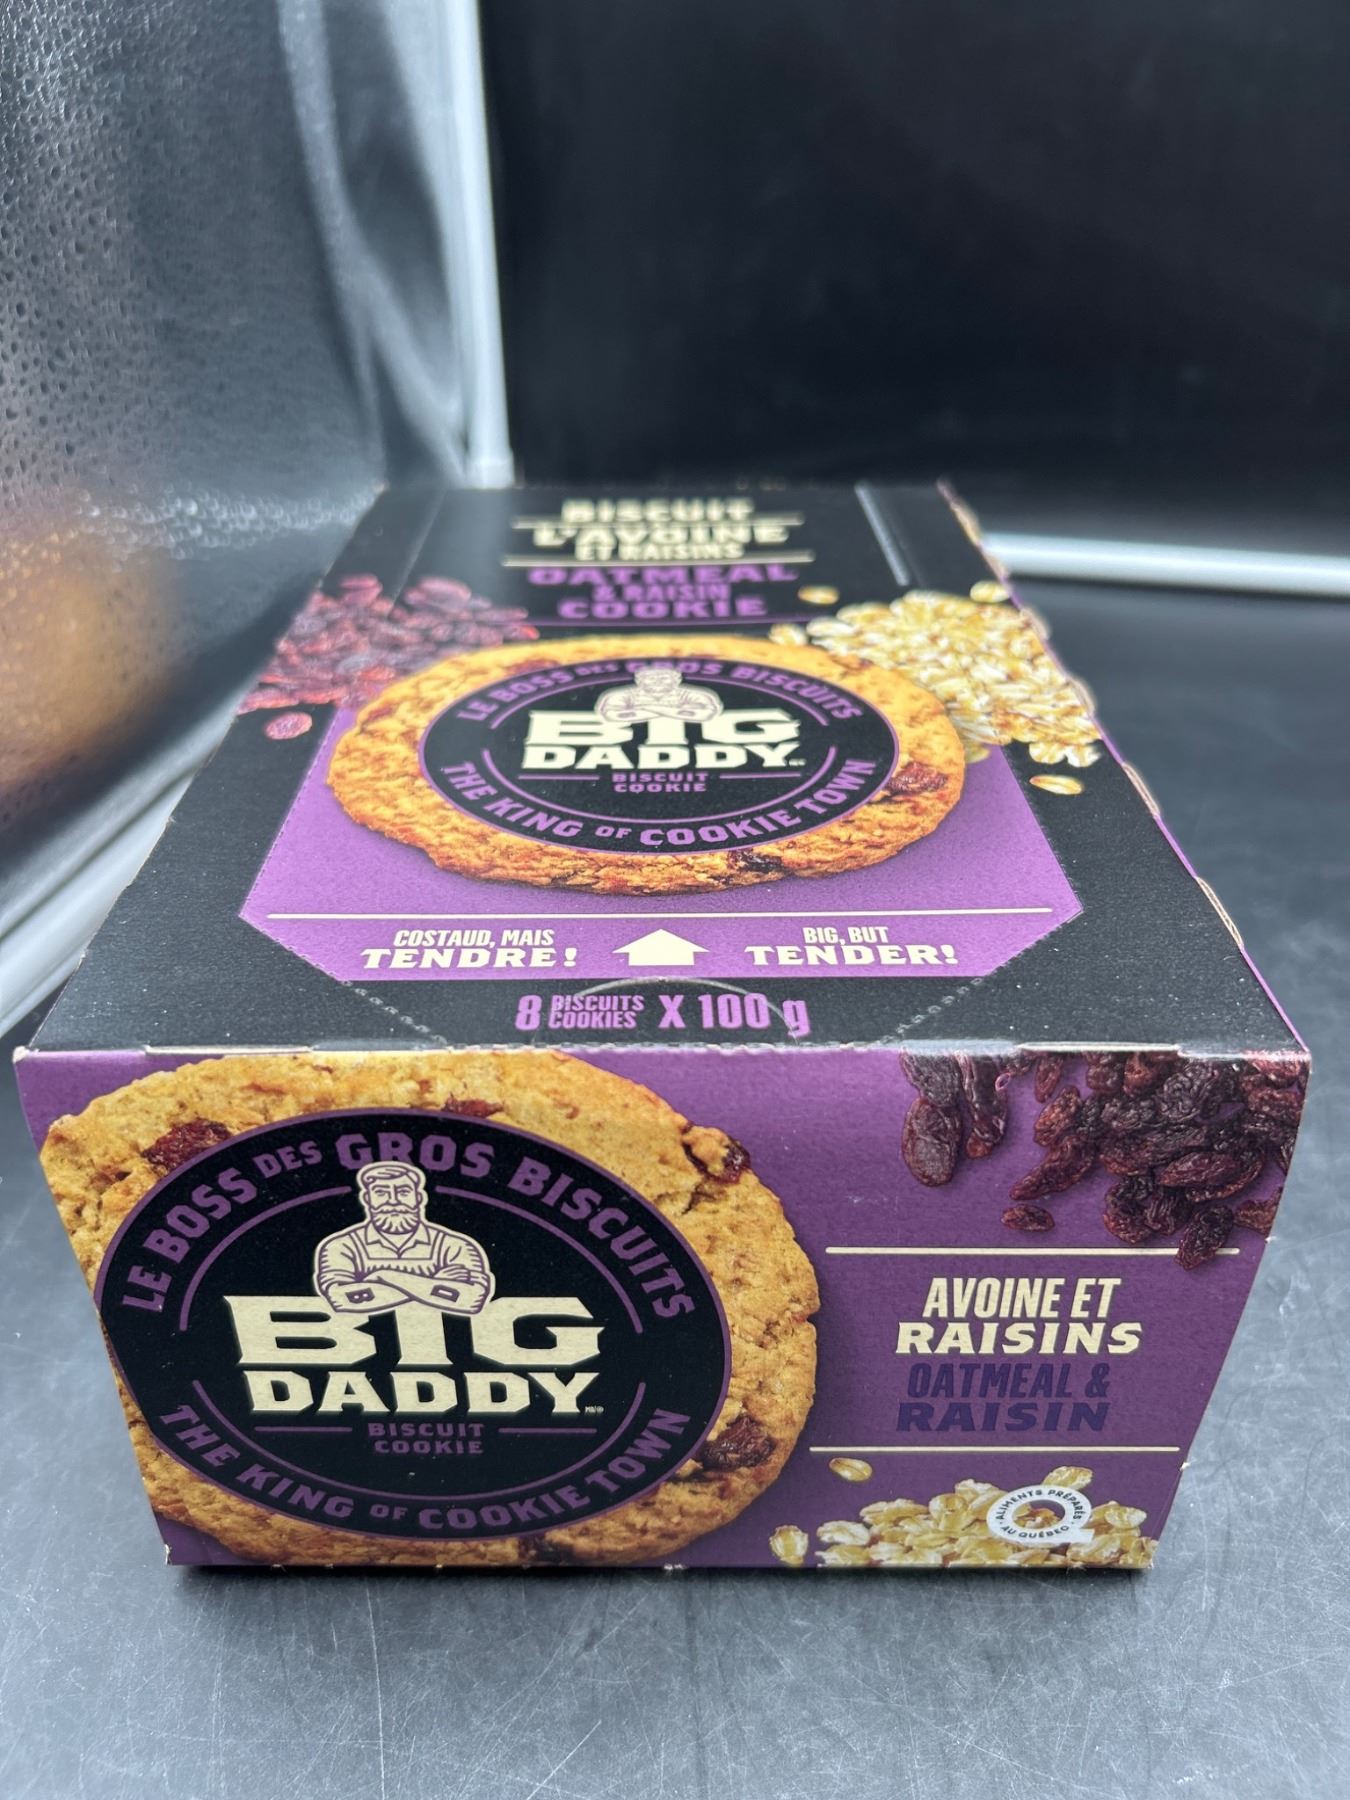 BISCUIT
L'AVOINE
ET RAISINS
OATMEAL
& RAISIN
COOKIE
LE BOSS DES GROS BISCUITS
BIG
DADDY
BISCUIT
COOKIE
THE KING OF COOKIE TOWN
COSTAUD, MAIS
TENDRE!
BIG, BUT
TENDER!
8 BISCUITS COOKIES X 100 g
LE BOSS DES GROS BISCUITS
BIG
DADDY
BISCUIT
COOKIE
THE KING OF COOKIE TOWN
AVOINE ET
RAISINS
OATMEAL &
RAISIN
ALIMENTS PRÉPARÉS
AU QUÉBEC